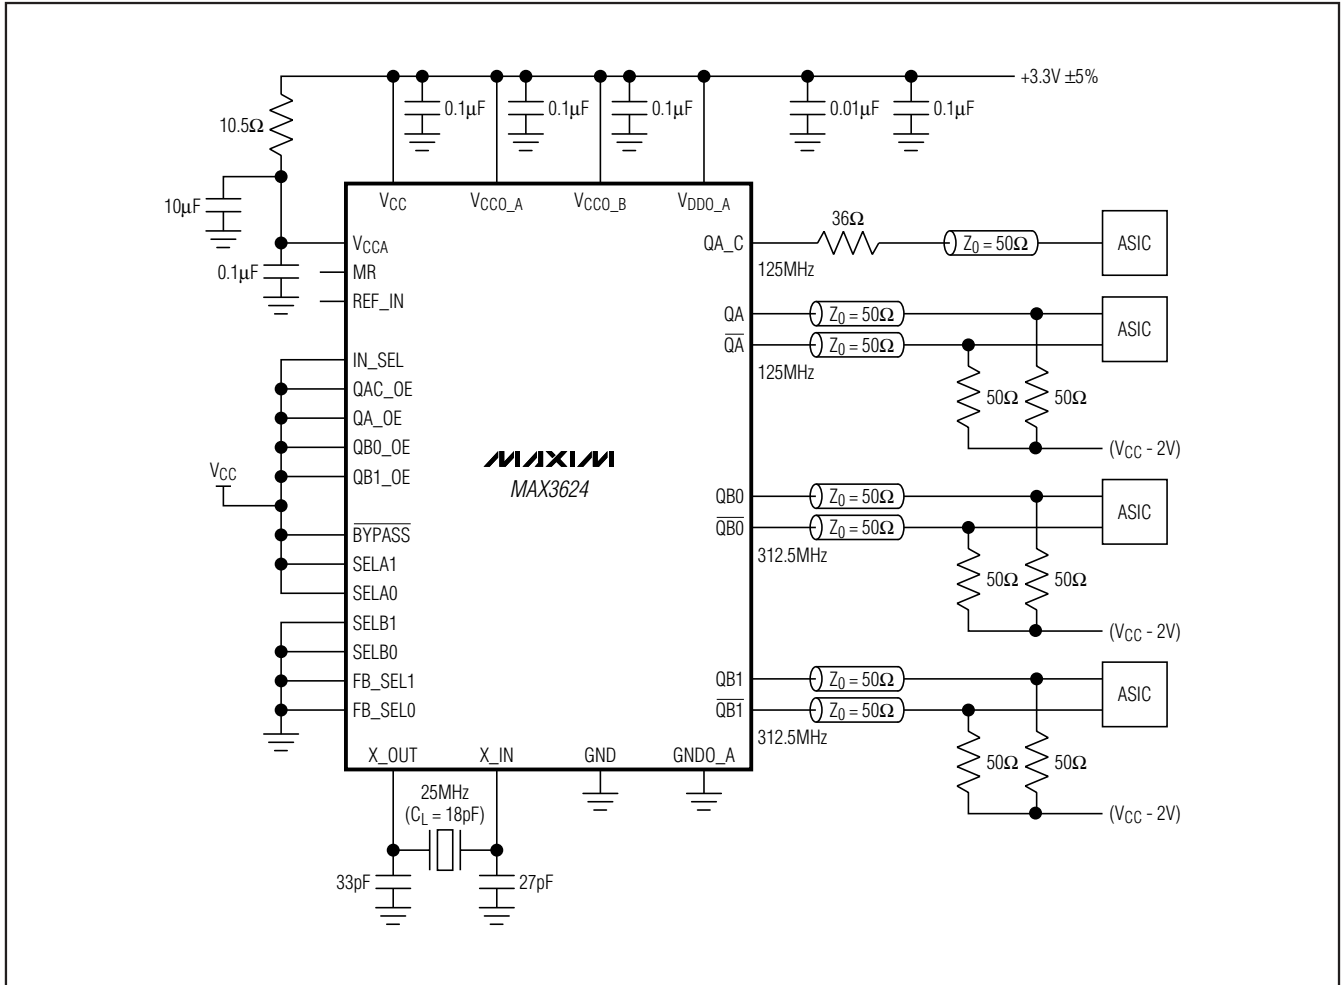 +3.3V ±5%
10.5Ω
0.1µF
0.1µF
0.1µF
0.01µF
0.1µF
10µF
0.1µF
VCC
VCCO_A
VCCO_B
VDDO_A
VCCA
MR
REF_IN
IN_SEL
QAC_OE
QA_OE
QB0_OE
QB1_OE
VCC
BYPASS
SELA1
SELA0
SELB1
SELB0
FB_SEL1
FB_SEL0
MAXIM
MAX3624
X_OUT
X_IN
GND
GNDO_A
25MHz
(CL = 18pF)
33pF
27pF
QA_C
125MHz
36Ω
Z0 = 50Ω
ASIC
QA
QA
125MHz
Z0 = 50Ω
Z0 = 50Ω
50Ω
50Ω
ASIC
(VCC - 2V)
QB0
QB0
312.5MHz
Z0 = 50Ω
Z0 = 50Ω
50Ω
50Ω
ASIC
(VCC - 2V)
QB1
QB1
312.5MHz
Z0 = 50Ω
Z0 = 50Ω
50Ω
50Ω
ASIC
(VCC - 2V)